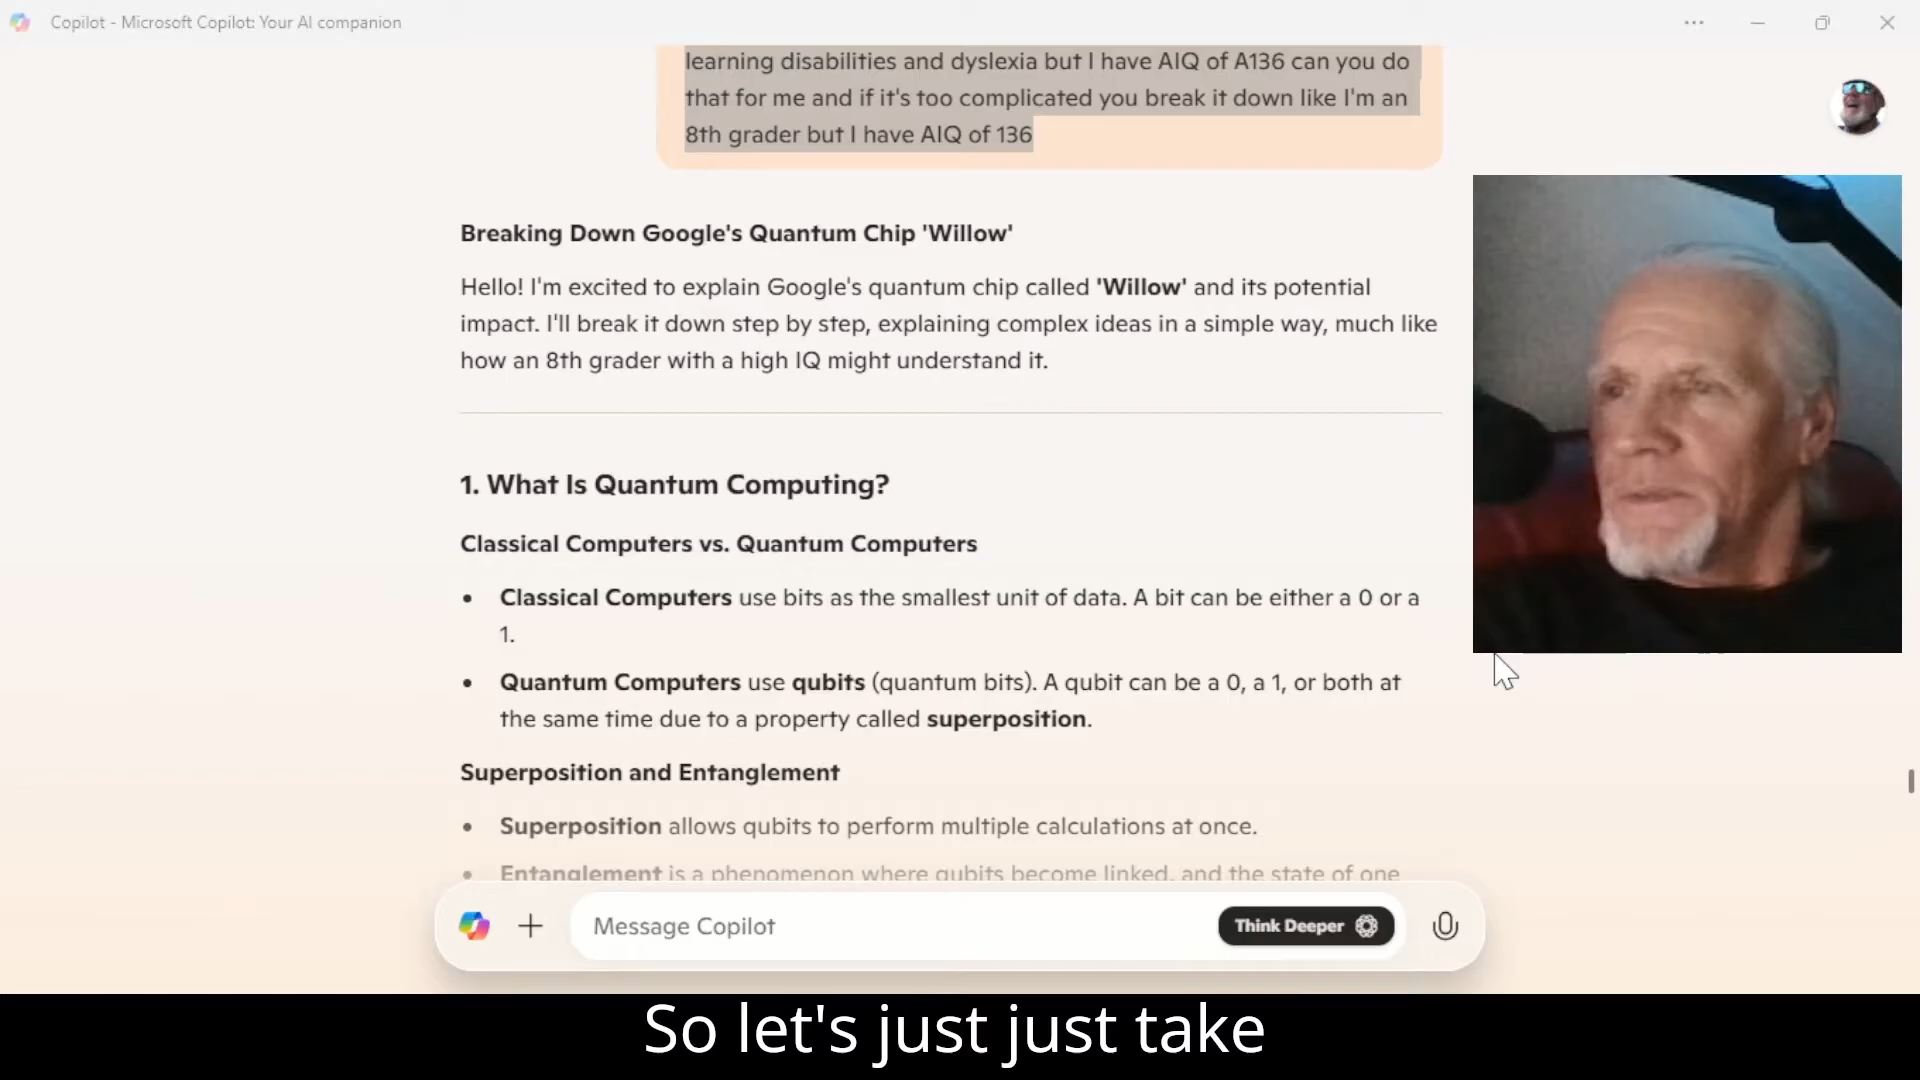 Copilot - Microsoft Copilot: Your AI companion
learning disabilities and dyslexia but I have AIQ of A136 can you do
that for me and if it's too complicated you break it down like I'm an
8th grader but I have AIQ of 136
Breaking Down Google's Quantum Chip 'Willow'
Hello! I'm excited to explain Google's quantum chip called 'Willow' and its potential
impact. I'll break it down step by step, explaining complex ideas in a simple way, much like
how an 8th grader with a high IQ might understand it.
1. What Is Quantum Computing?
Classical Computers vs. Quantum Computers
• Classical Computers use bits as the smallest unit of data. A bit can be either a 0 or a
1.
• Quantum Computers use qubits (quantum bits). A qubit can be a 0, a 1, or both at
the same time due to a property called superposition.
Superposition and Entanglement
• Superposition allows qubits to perform multiple calculations at once.
• Entanglement is a phenomenon where qubits become linked, and the state of one
Message Copilot
Think Deeper
So let's just just take